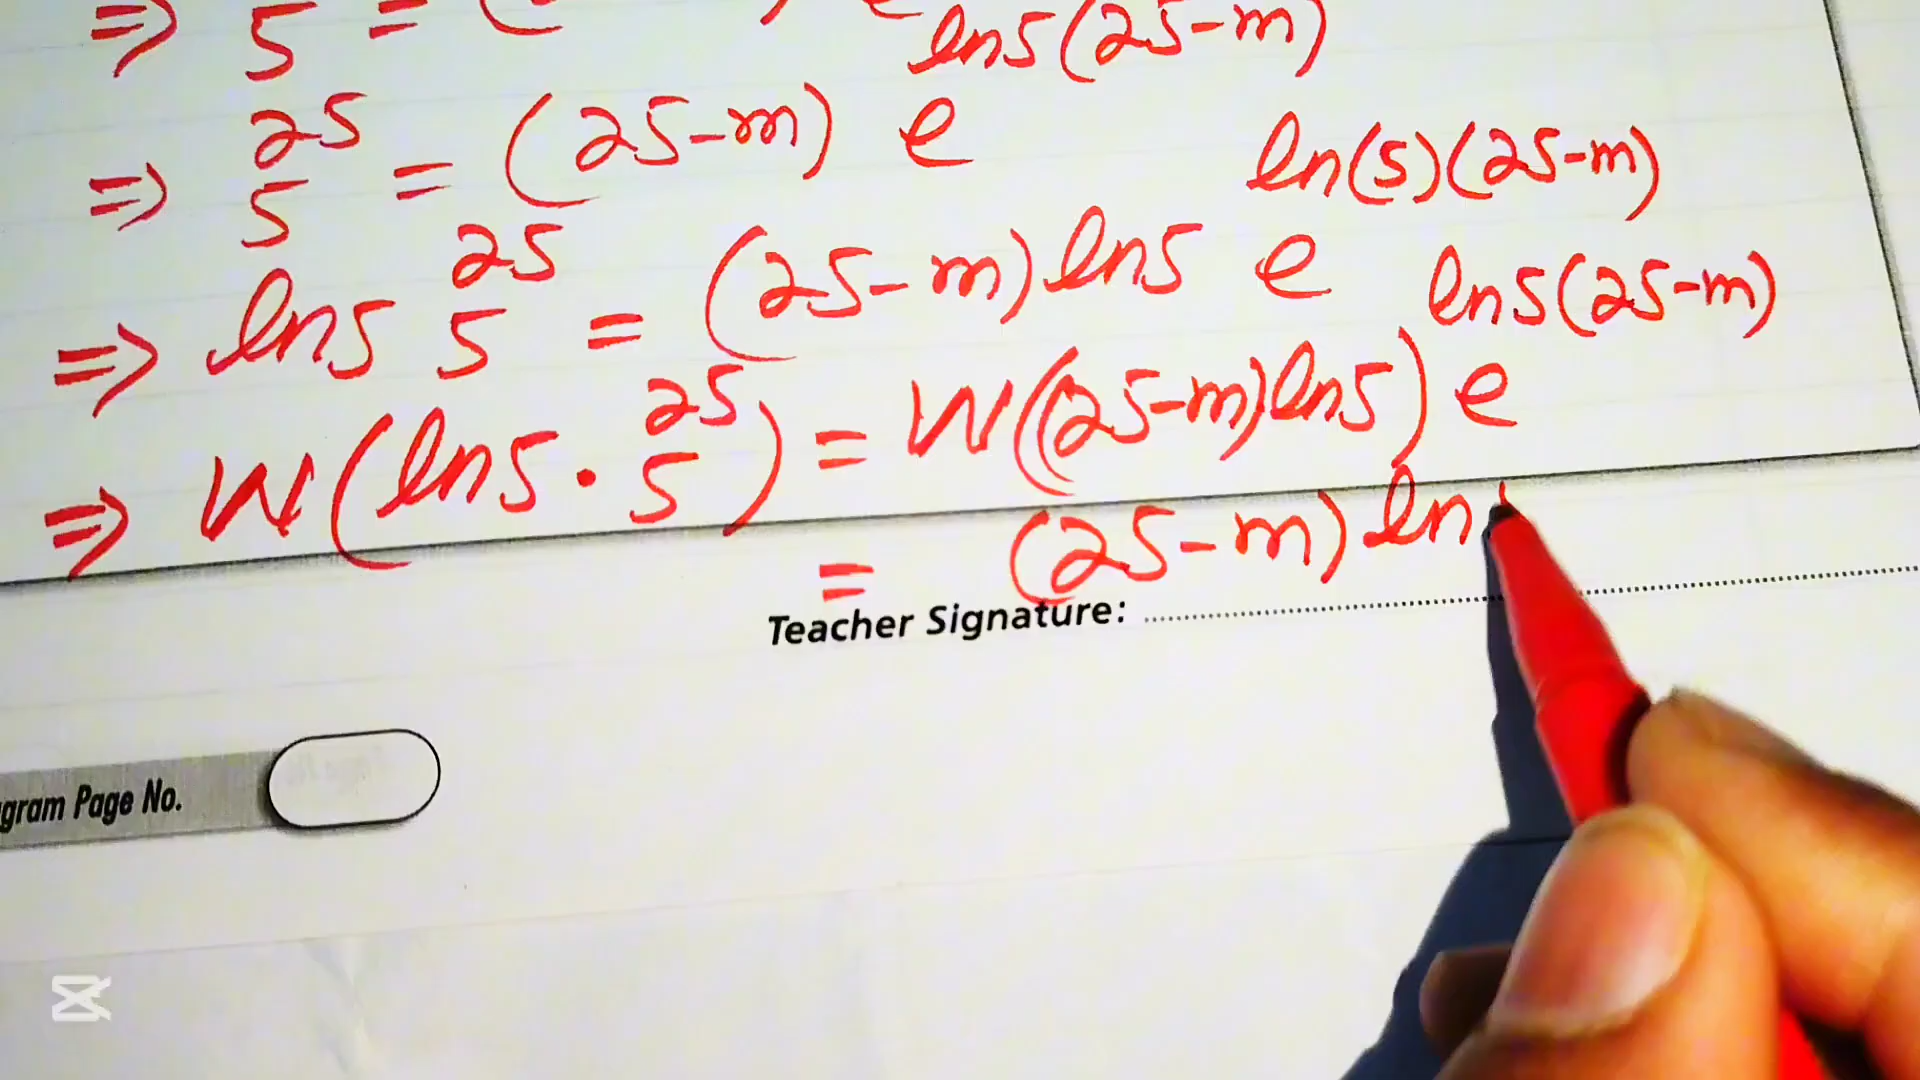 ⇒ 5 = (
ln5(25-m)
⇒ 5^25 = (25-m) e
ln(5)(25-m)
⇒ ln5 5^25 = (25-m) ln5 e
ln5(25-m)
⇒ W(ln5 · 5^25) = W((25-m)ln5) e
= (25-m) ln
Teacher Signature:
gram Page No.